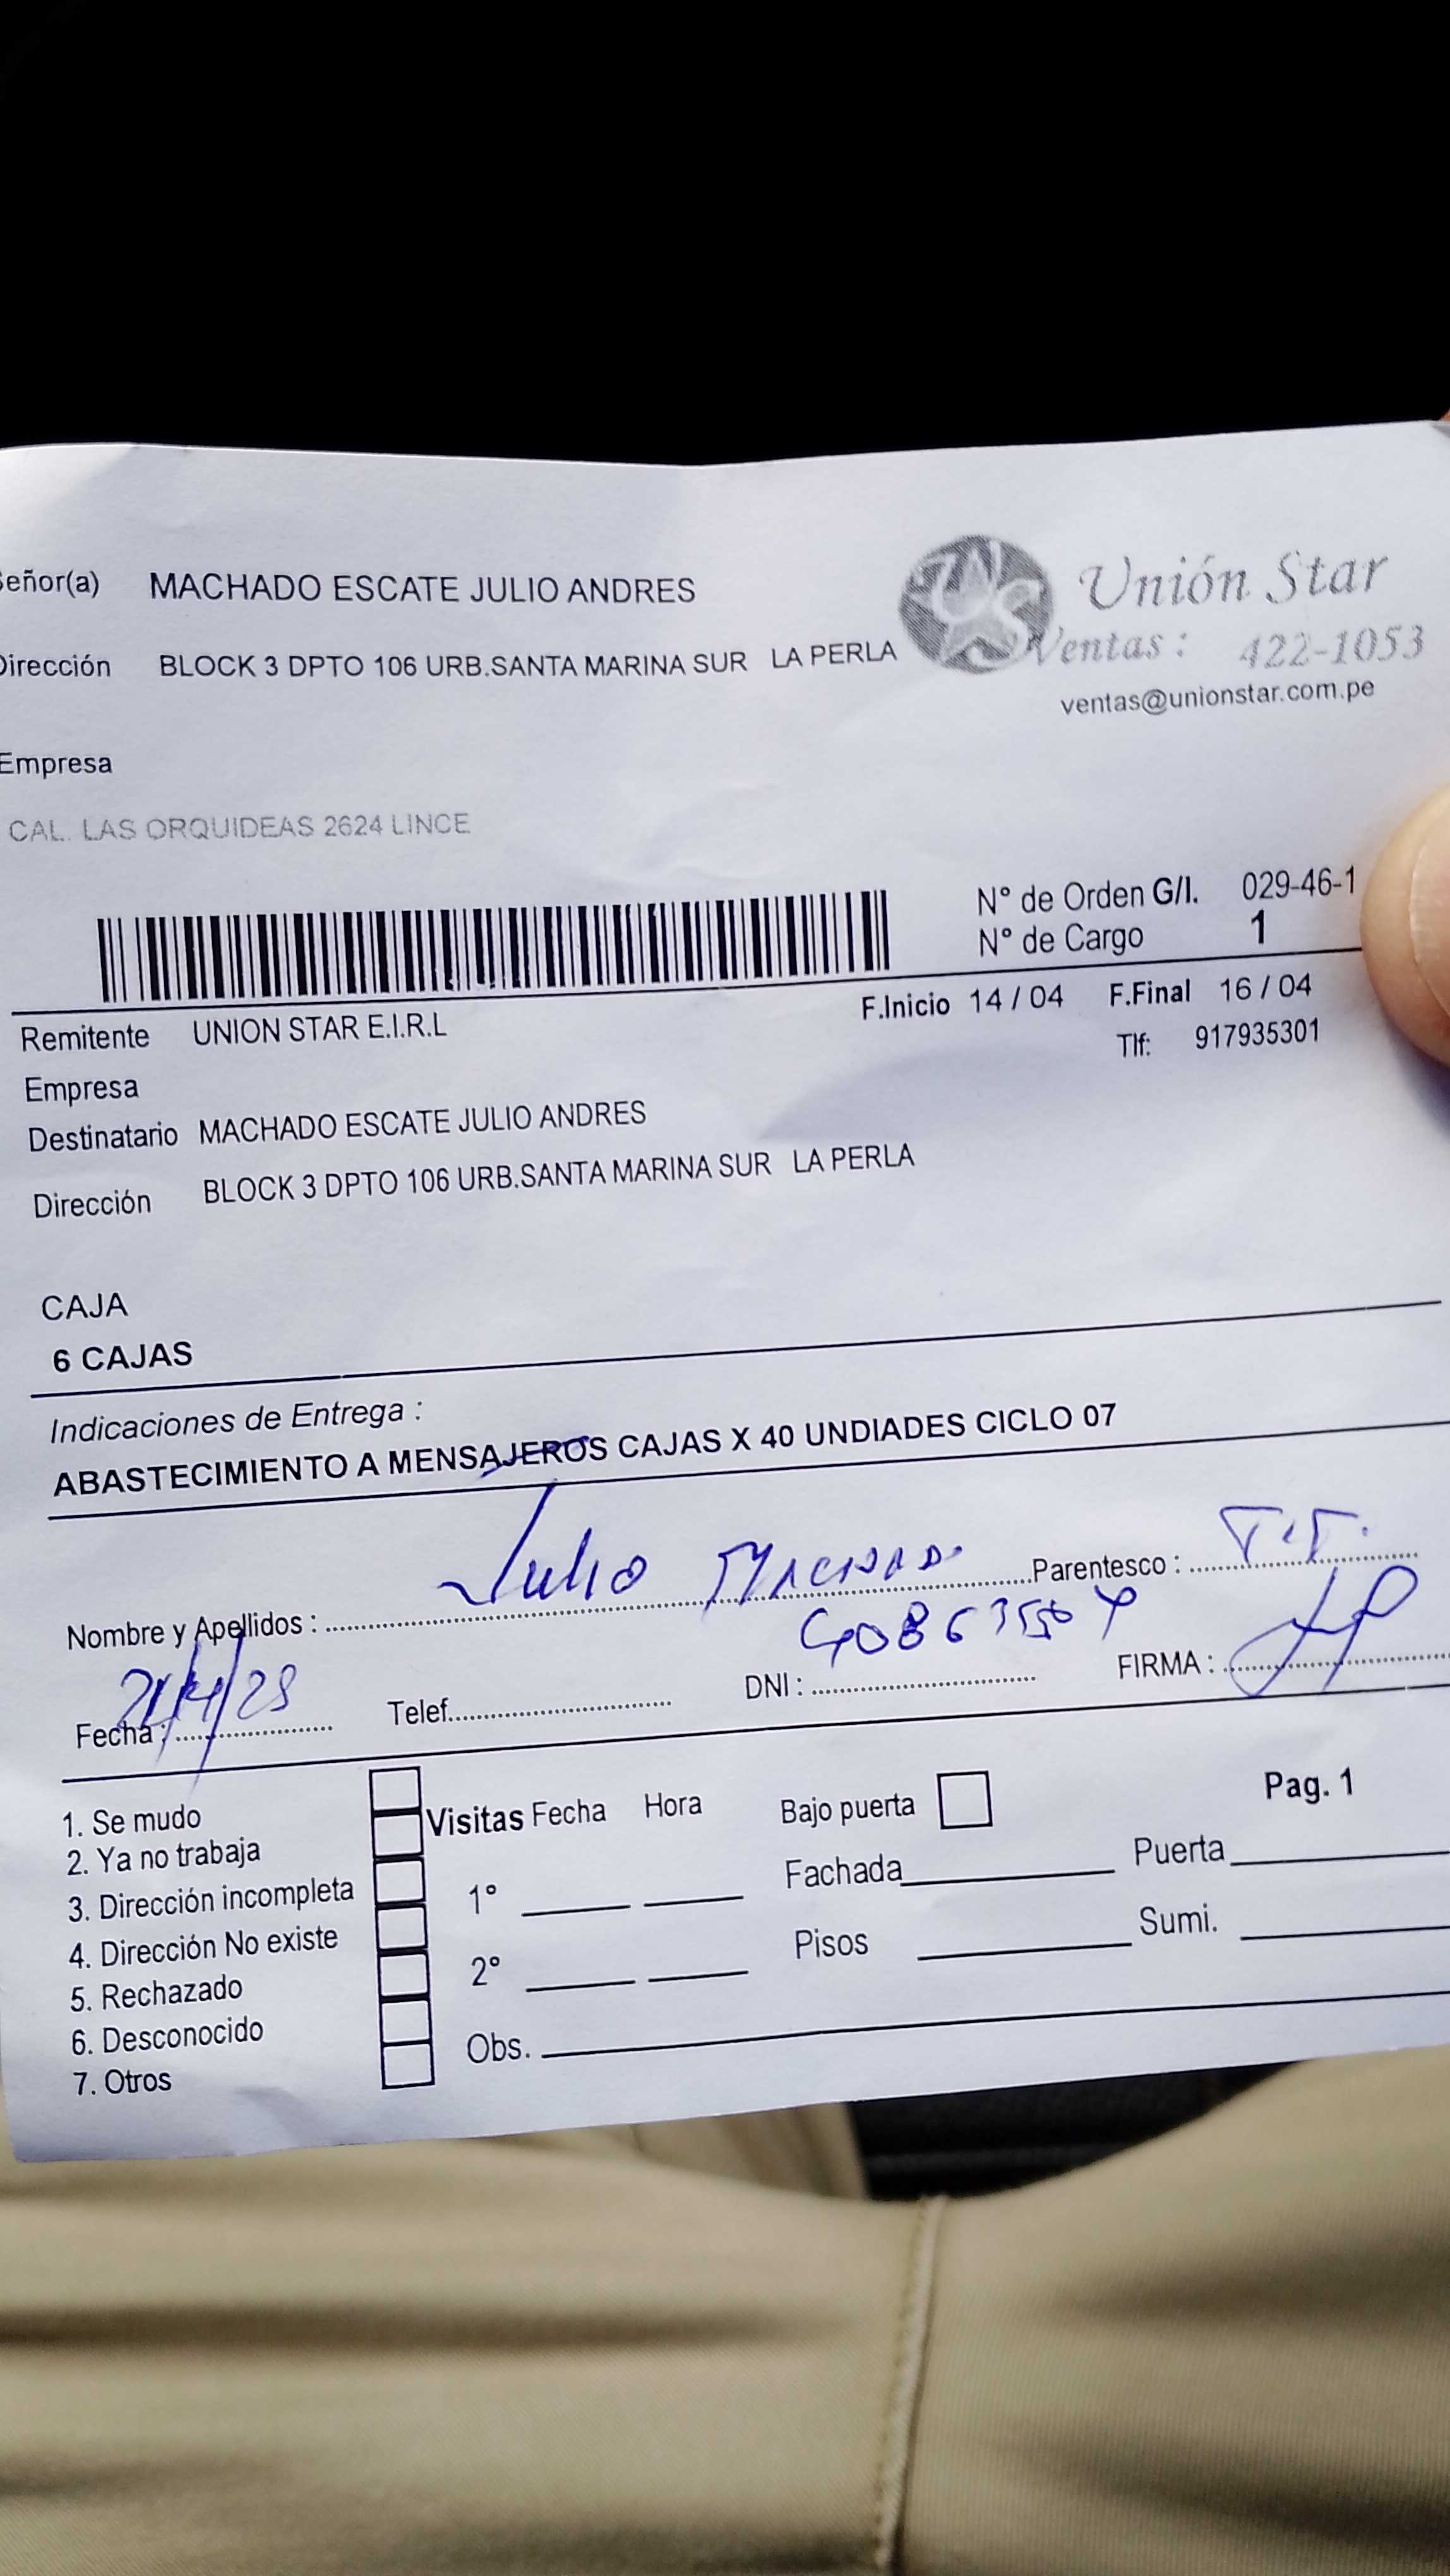 Señor(a) MACHADO ESCATE JULIO ANDRES
Unión Star
Dirección BLOCK 3 DPTO 106 URB.SANTA MARINA SUR LA PERLA
Ventas : 422-1053
ventas@unionstar.com.pe
Empresa
CAL. LAS ORQUIDEAS 2624 LINCE
N° de Orden G/I. 029-46-1
N° de Cargo 1
F.Inicio 14 / 04 F.Final 16 / 04
Remitente UNION STAR E.I.R.L
Tlf: 917935301
Empresa
Destinatario MACHADO ESCATE JULIO ANDRES
Dirección BLOCK 3 DPTO 106 URB.SANTA MARINA SUR LA PERLA
CAJA
6 CAJAS
Indicaciones de Entrega :
ABASTECIMIENTO A MENSAJEROS CAJAS X 40 UNDIADES CICLO 07
Nombre y Apellidos : Julio Machado Parentesco : T.T.
Fecha : Telef. DNI : FIRMA :
Pag. 1
1. Se mudo
2. Ya no trabaja
3. Dirección incompleta
4. Dirección No existe
5. Rechazado
6. Desconocido
7. Otros
Visitas Fecha Hora
1°
2°
Obs.
Bajo puerta
Fachada Puerta
Pisos Sumi.